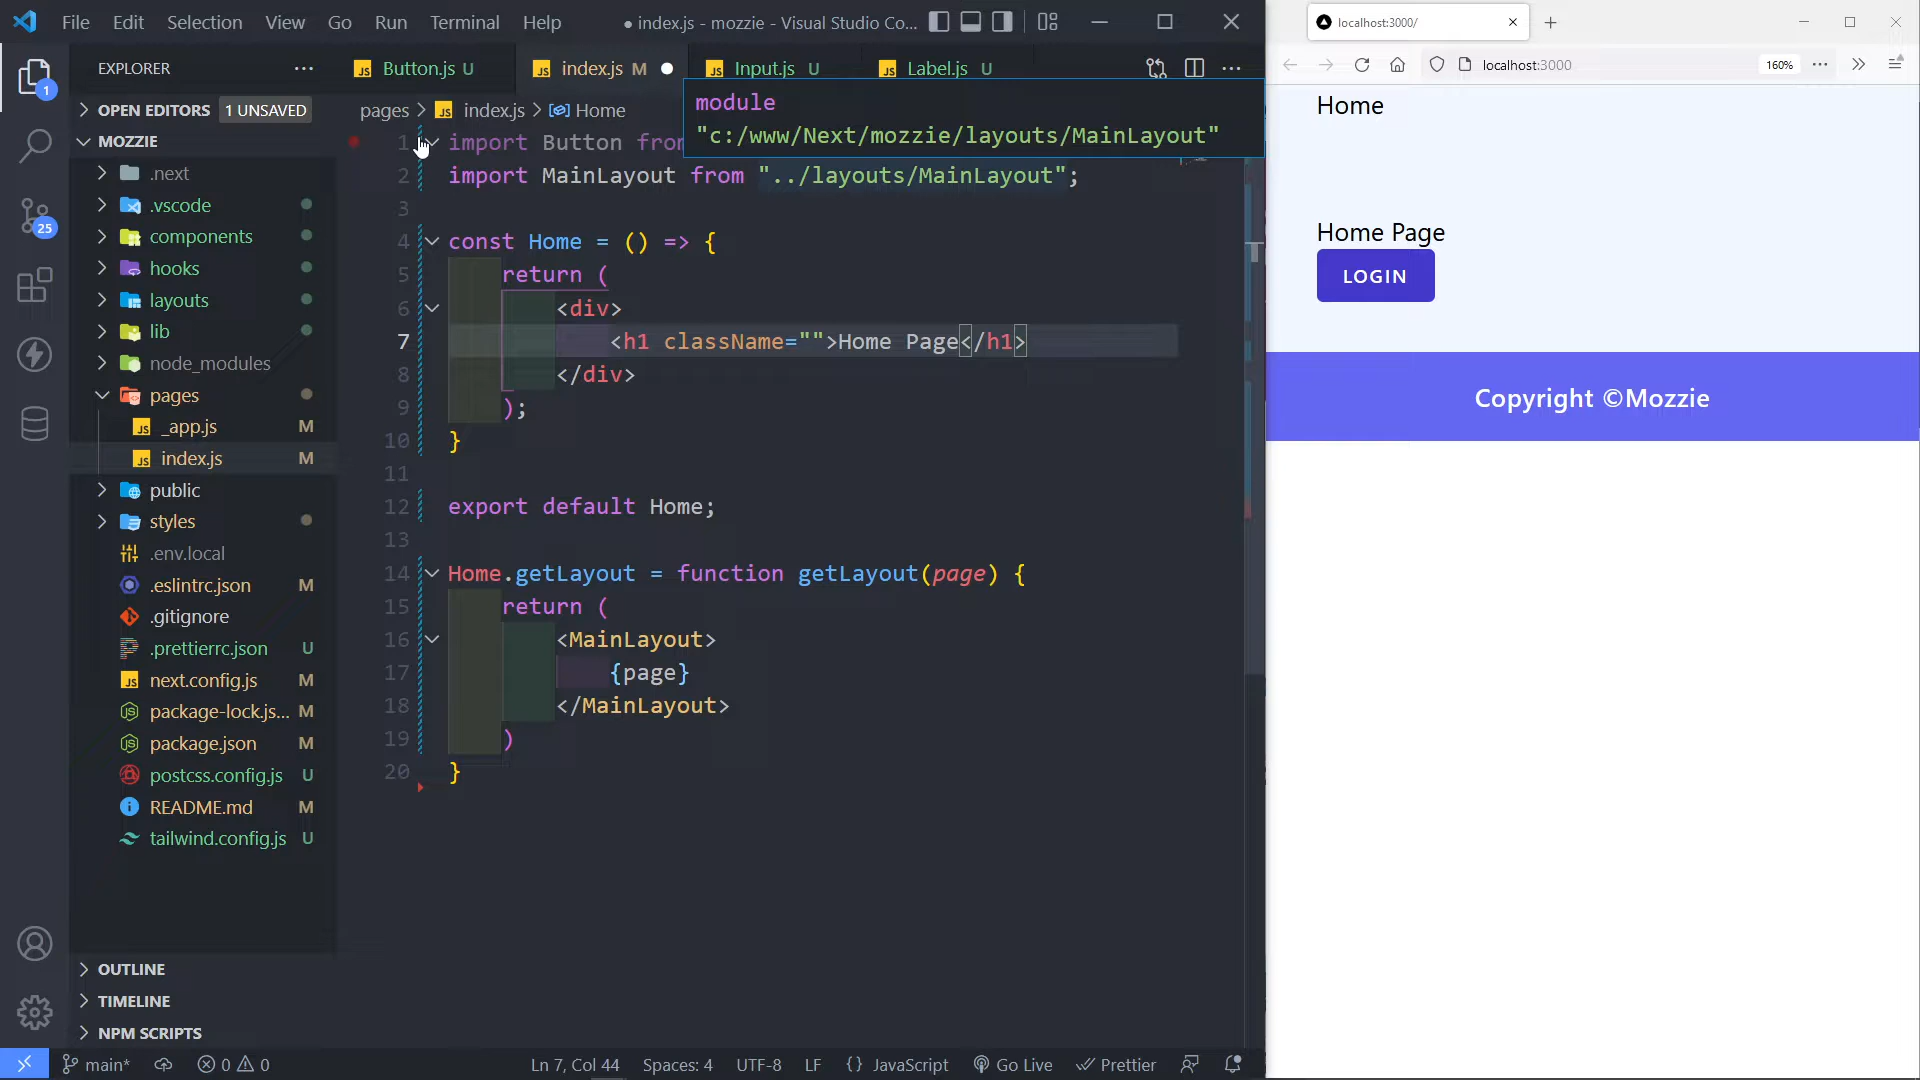 File Edit Selection View Go Run Terminal Help
● index.js - mozzie - Visual Studio Co...
EXPLORER
OPEN EDITORS 1 UNSAVED
MOZZIE
.next
.vscode
components
hooks
layouts
lib
node_modules
pages
_app.js M
index.js M
public
styles
.env.local
.eslintrc.json M
.gitignore
.prettierrc.json U
next.config.js M
package-lock.js... M
package.json M
postcss.config.js U
README.md M
tailwind.config.js U
OUTLINE
TIMELINE
NPM SCRIPTS
1
25
Button.js U
index.js M ●
Input.js U
Label.js U
pages > index.js > Home
module
"c:/www/Next/mozzie/layouts/MainLayout"
1 import Button from
2 import MainLayout from "../layouts/MainLayout";
3
4 const Home = () => {
5 return (
6 <div>
7 <h1 className="">Home Page</h1>
8 </div>
9 );
10 }
11
12 export default Home;
13
14 Home.getLayout = function getLayout(page) {
15 return (
16 <MainLayout>
17 {page}
18 </MainLayout>
19 )
20 }
main* 0 0 Ln 7, Col 44 Spaces: 4 UTF-8 LF {} JavaScript Go Live Prettier
localhost:3000/
localhost:3000 160%
Home
Home Page
LOGIN
Copyright ©Mozzie